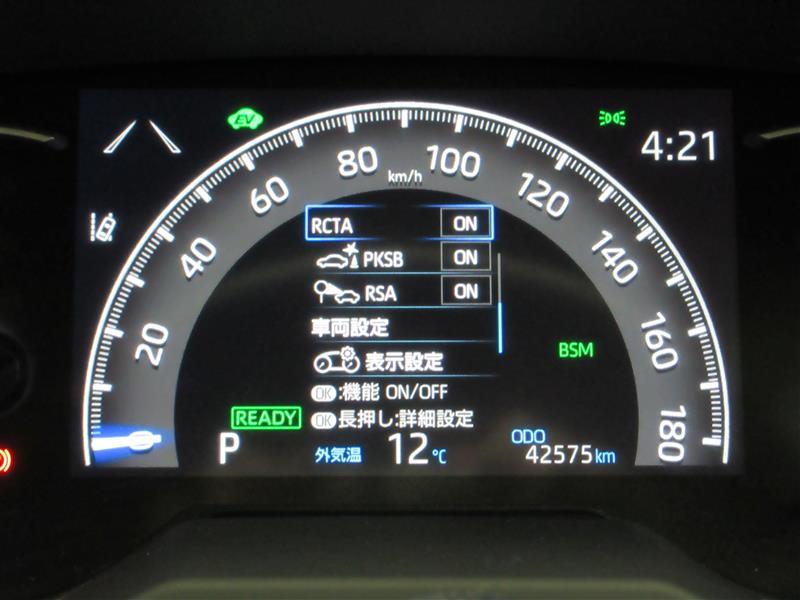 EV
4:21
80
100
km/h
60
120
40
140
20
160
180
RCTA ON
PKSB ON
RSA ON
車両設定
表示設定
OK:機能 ON/OFF
OK長押し:詳細設定
BSM
READY
P
外気温 12℃
ODO
42575km